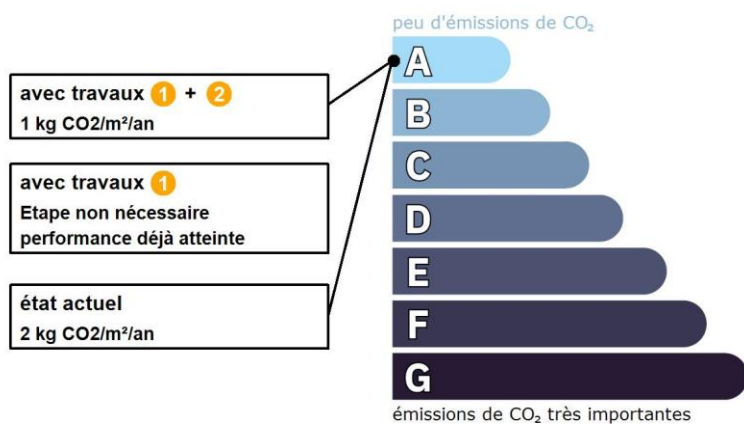 peu d'émissions de CO₂
avec travaux 1 + 2
1 kg CO2/m²/an
avec travaux 1
Etape non nécessaire
performance déjà atteinte
état actuel
2 kg CO2/m²/an
A
B
C
D
E
F
G
émissions de CO₂ très importantes